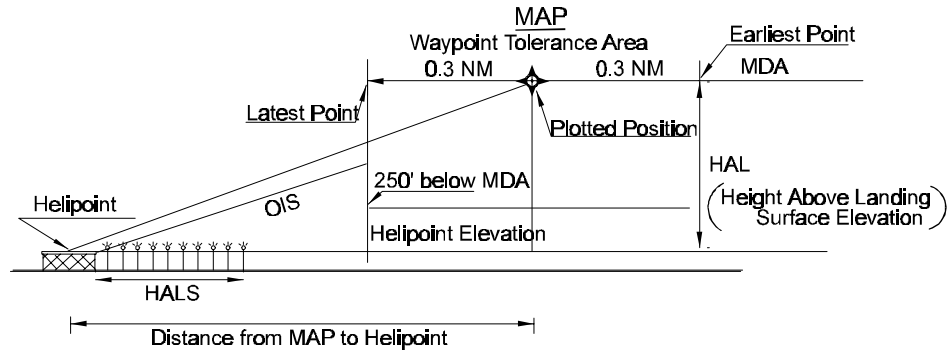 MAP
Waypoint Tolerance Area
Earliest Point
0.3 NM
0.3 NM
MDA
Latest Point
Plotted Position
HAL
(Height Above Landing
Surface Elevation)
250' below MDA
OIS
Helipoint
Helipoint Elevation
HALS
Distance from MAP to Helipoint